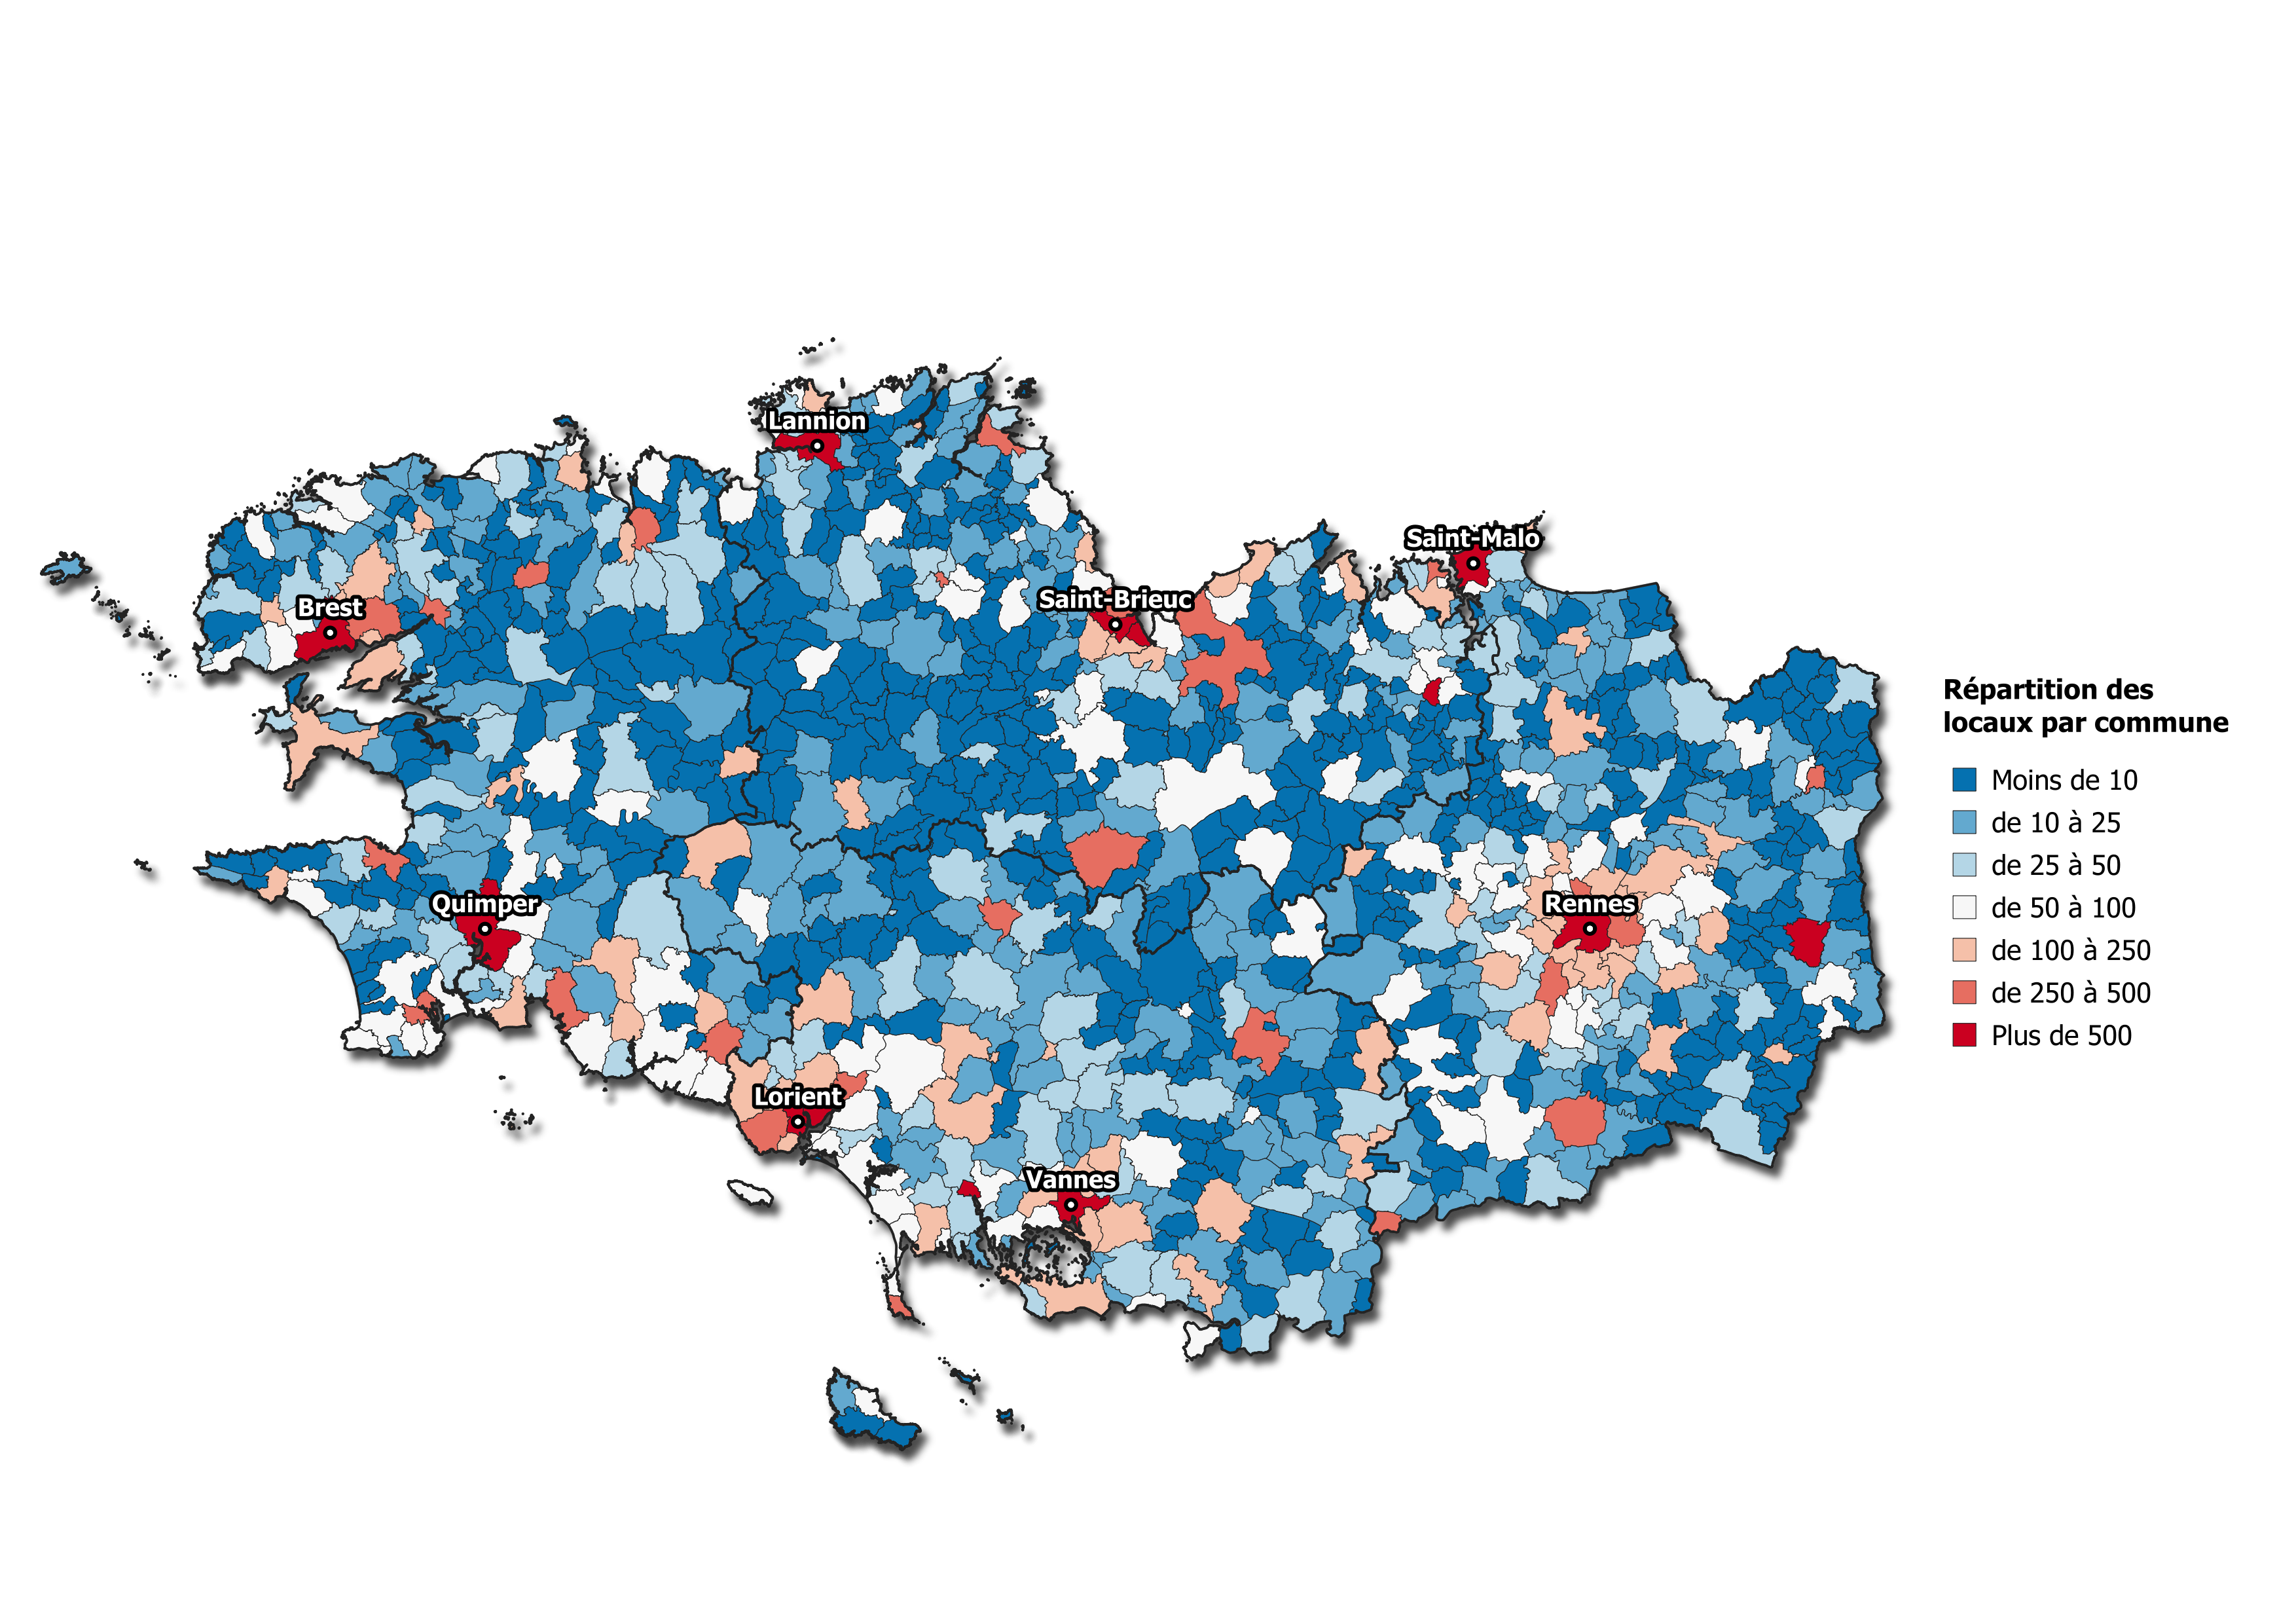 Lannion
Saint-Malo
Brest
Saint-Brieuc
Quimper
Rennes
Lorient
Vannes
Répartition des
locaux par commune
Moins de 10
de 10 à 25
de 25 à 50
de 50 à 100
de 100 à 250
de 250 à 500
Plus de 500